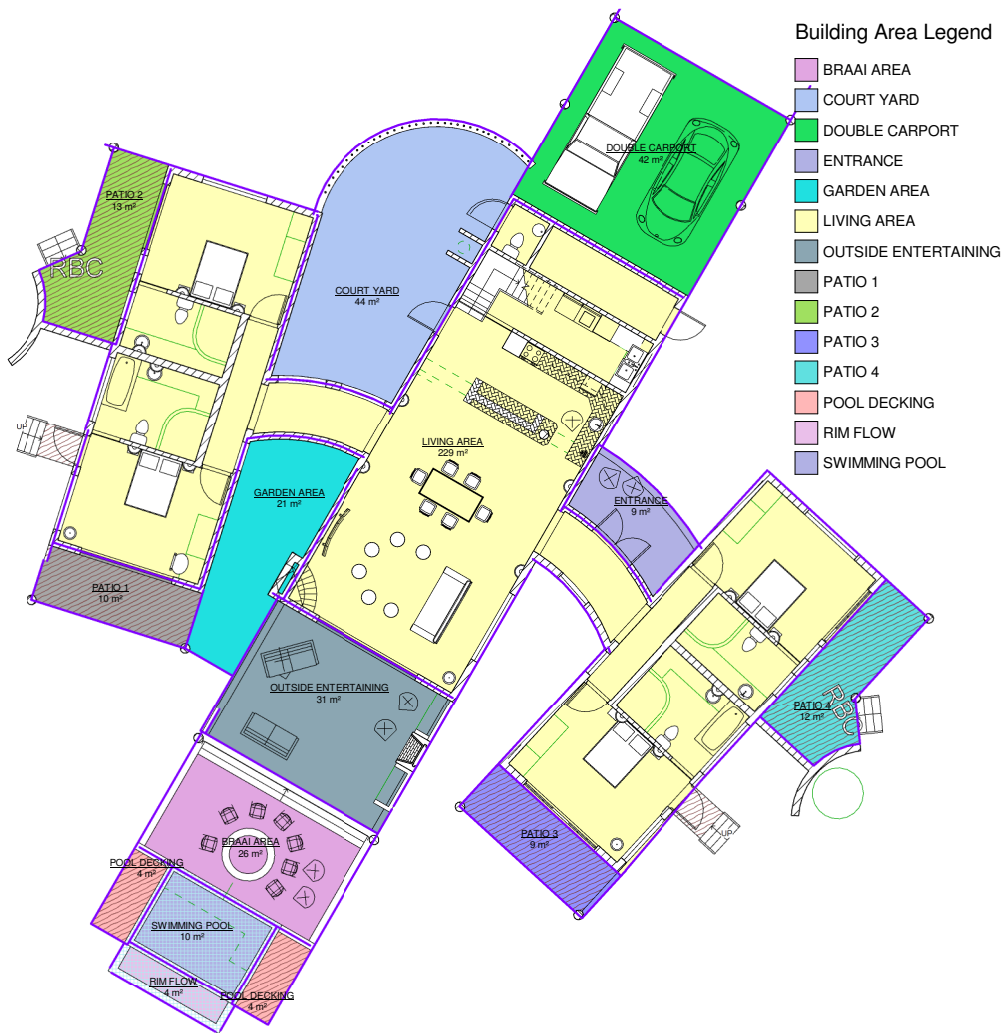 Building Area Legend
BRAAI AREA
COURT YARD
DOUBLE CARPORT
ENTRANCE
GARDEN AREA
LIVING AREA
OUTSIDE ENTERTAINING
PATIO 1
PATIO 2
PATIO 3
PATIO 4
POOL DECKING
RIM FLOW
SWIMMING POOL
DOUBLE CARPORT
42 m²
PATIO 2
13 m²
RBC
COURT YARD
44 m²
UP
LIVING AREA
229 m²
GARDEN AREA
21 m²
ENTRANCE
9 m²
PATIO 1
10 m²
OUTSIDE ENTERTAINING
31 m²
PATIO 4
12 m²
RBC
PATIO 3
9 m²
UP
BRAAI AREA
26 m²
POOL DECKING
4 m²
SWIMMING POOL
10 m²
RIM FLOW
4 m²
POOL DECKING
4 m²